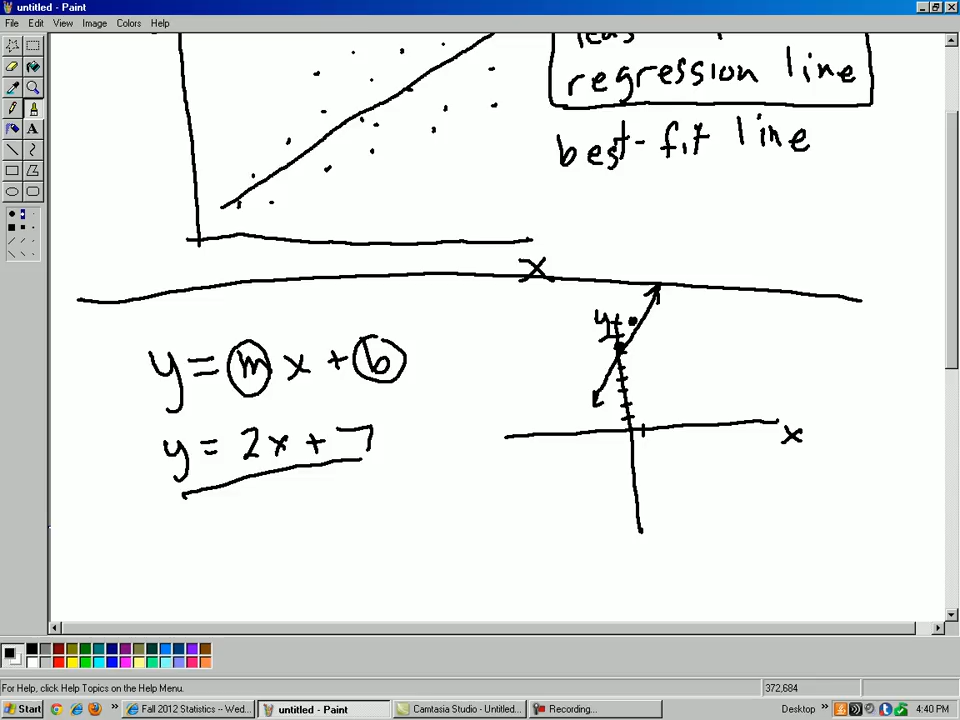 untitled - Paint
File Edit View Image Colors Help
regression line
best-fit line
x
y
y = mx + b
y = 2x + 7
x
For Help, click Help Topics on the Help Menu.
372,684
Start
Fall 2012 Statistics -- Wed...
untitled - Paint
Camtasia Studio - Untitled...
Recording...
Desktop
4:40 PM